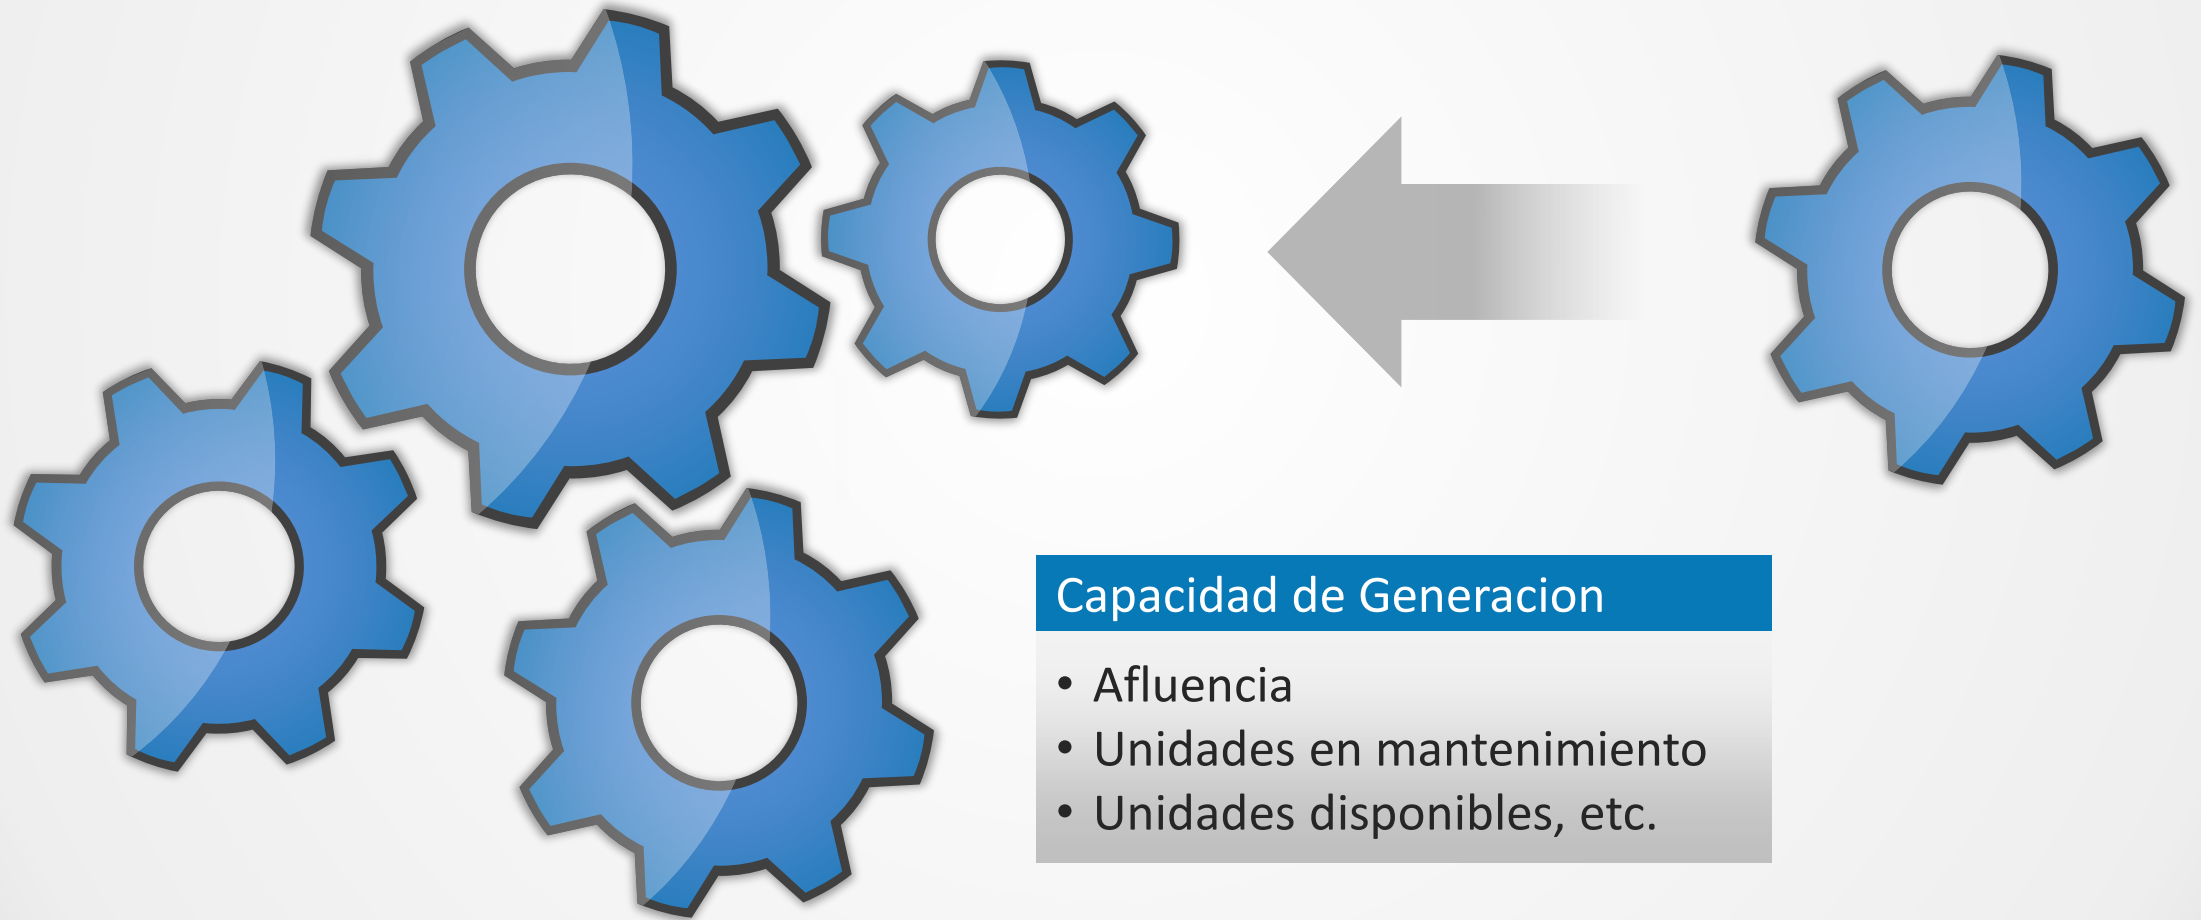 Capacidad de Generacion
• Afluencia
• Unidades en mantenimiento
• Unidades disponibles, etc.